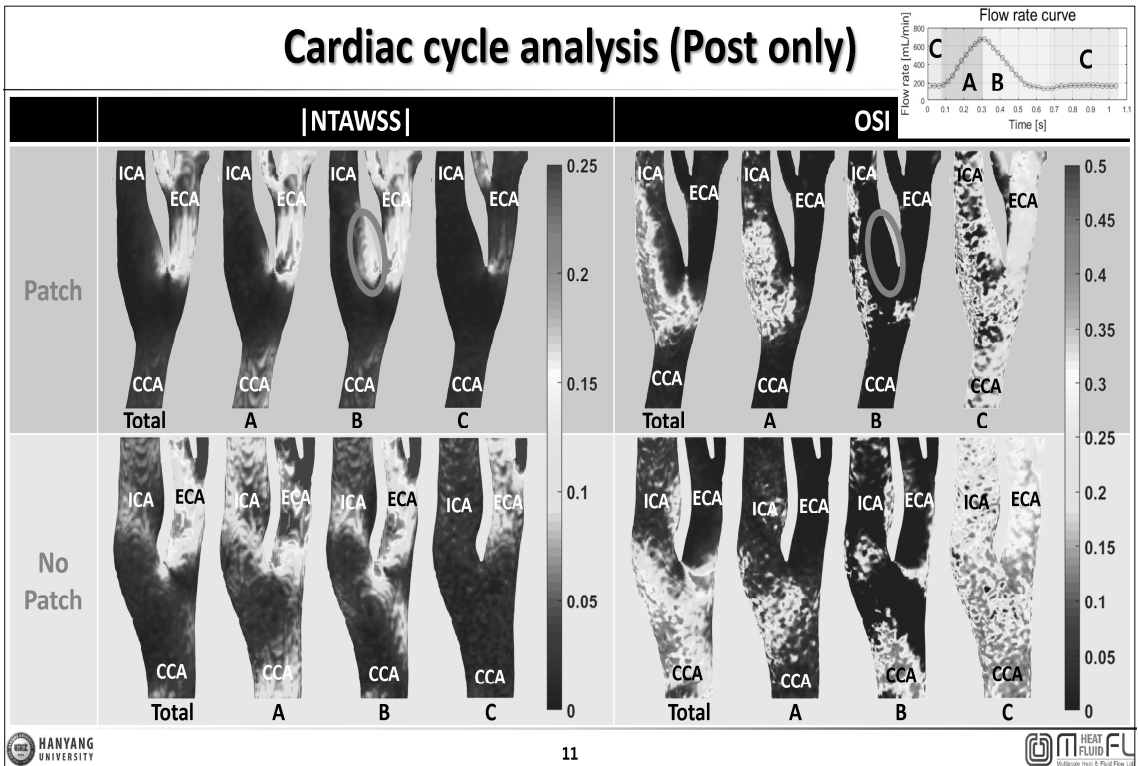 Cardiac cycle analysis (Post only)
Flow rate curve
Flow rate [mL/min]
800
600
400
200
0
C
A
B
C
0 0.1 0.2 0.3 0.4 0.5 0.6 0.7 0.8 0.9 1 1.1
Time [s]
|NTAWSS|
OSI
Patch
ICA
ECA
CCA
Total
ICA
ECA
CCA
A
ICA
ECA
CCA
B
ICA
ECA
CCA
C
ICA
ECA
CCA
Total
ICA
ECA
CCA
A
ICA
ECA
CCA
B
ICA
ECA
CCA
C
No
Patch
ICA
ECA
CCA
Total
ICA
ECA
CCA
A
ICA
ECA
CCA
B
ICA
ECA
CCA
C
ICA
ECA
CCA
Total
ICA
ECA
CCA
A
ICA
ECA
CCA
B
ICA
ECA
CCA
C
0.25
0.2
0.15
0.1
0.05
0
0.5
0.45
0.4
0.35
0.3
0.25
0.2
0.15
0.1
0.05
0
HANYANG
UNIVERSITY
11
HEAT
FLUID
Multiscale Heat & Fluid Flow Lab